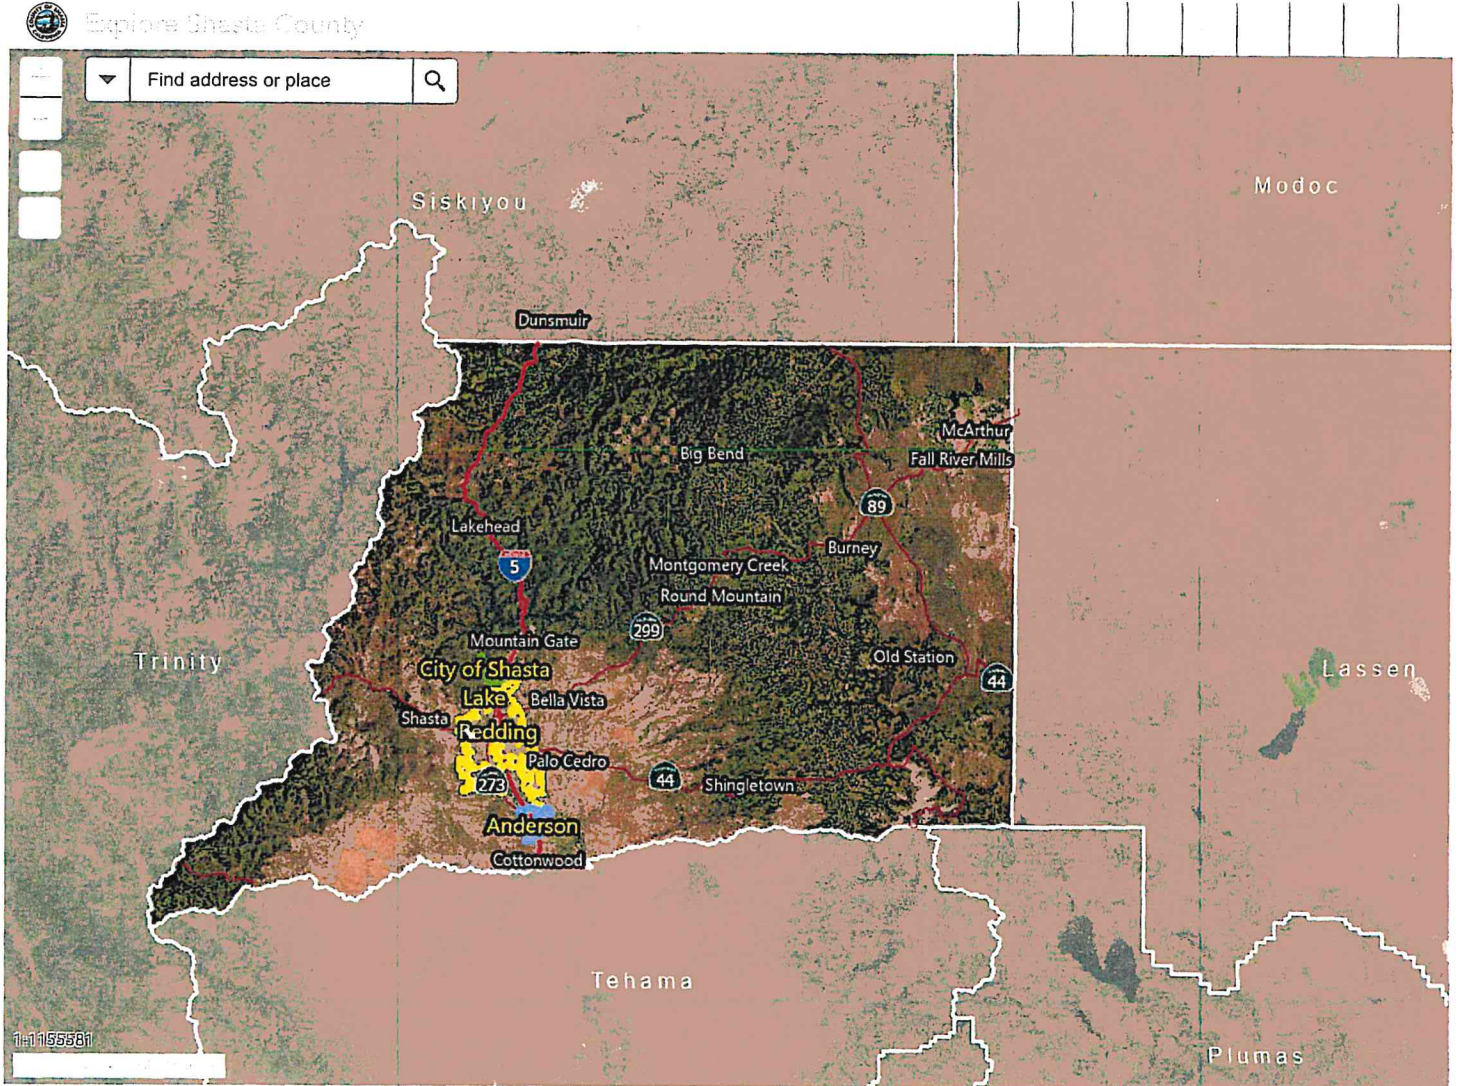 Explore Shasta County
Find address or place
Siskiyou
Modoc
Dunsmuir
McArthur
Big Bend
Fall River Mills
89
Lakehead
5
Burney
Montgomery Creek
Round Mountain
299
Mountain Gate
Trinity
City of Shasta
Lake
Old Station
44
Lassen
Bella Vista
Shasta
Redding
Palo Cedro
273
44
Shingletown
Anderson
Cottonwood
Tehama
1:1155581
Plumas